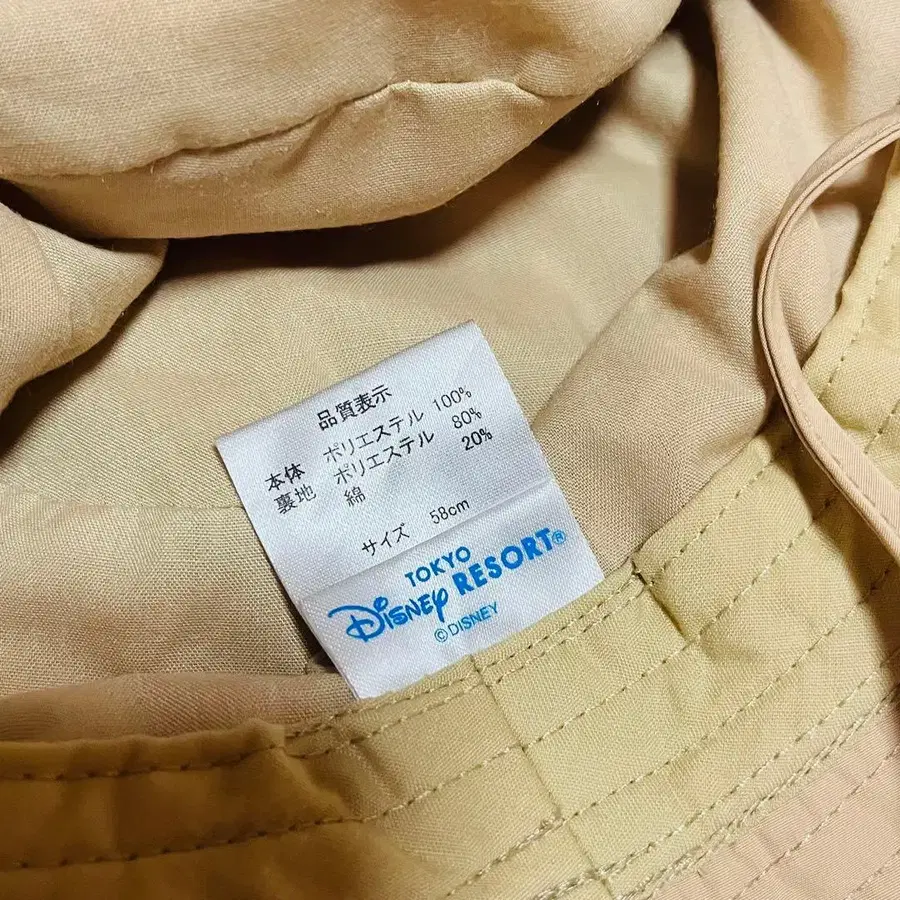 品質表示
本体 ポリエステル 100%
裏地 ポリエステル 80%
綿 20%
サイズ 58cm
TOKYO
Disney RESORT®
© DISNEY